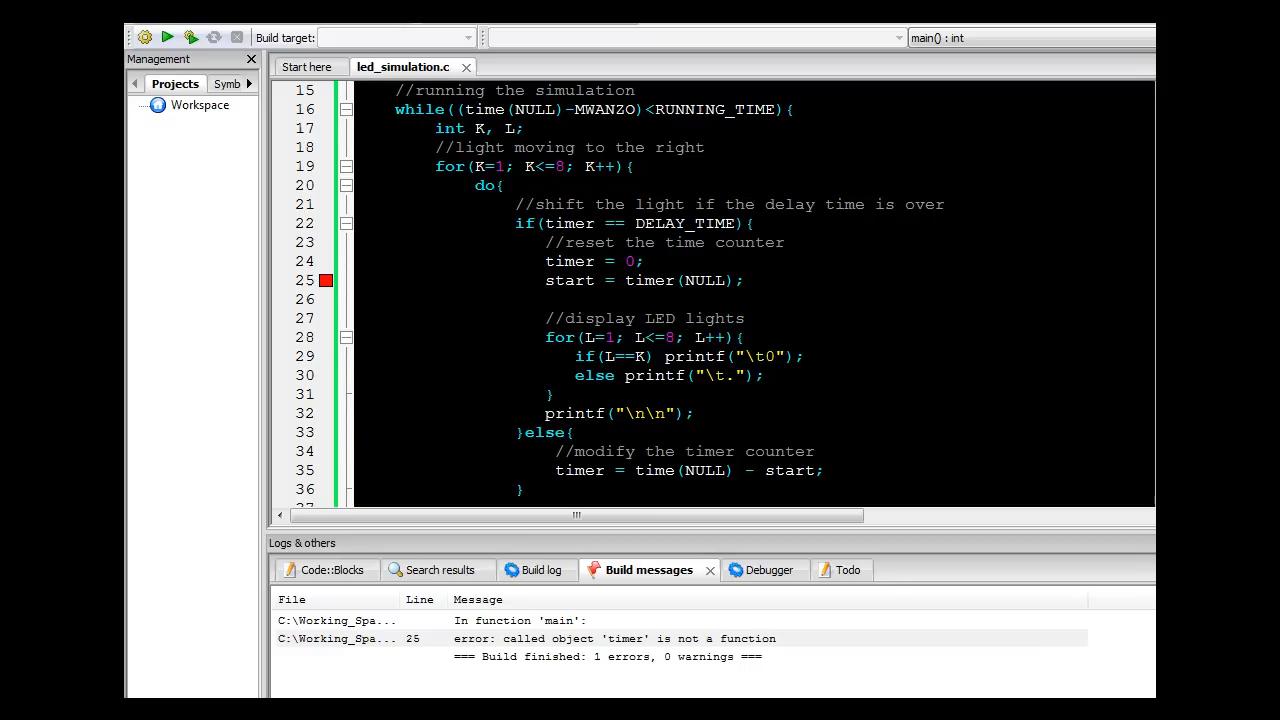 Build target:
main() : int
Management
Start here
led_simulation.c
Projects
Symb
Workspace
15 //running the simulation
16 while((time(NULL)-MWANZO)<RUNNING_TIME){
17 int K, L;
18 //light moving to the right
19 for(K=1; K<=8; K++){
20 do{
21 //shift the light if the delay time is over
22 if(timer == DELAY_TIME){
23 //reset the time counter
24 timer = 0;
25 start = timer(NULL);
26
27 //display LED lights
28 for(L=1; L<=8; L++){
29 if(L==K) printf("\t0");
30 else printf("\t.");
31 }
32 printf("\n\n");
33 }else{
34 //modify the timer counter
35 timer = time(NULL) - start;
36 }
Logs & others
Code::Blocks
Search results
Build log
Build messages
Debugger
Todo
File Line Message
C:\Working_Spa... In function 'main':
C:\Working_Spa... 25 error: called object 'timer' is not a function
=== Build finished: 1 errors, 0 warnings ===